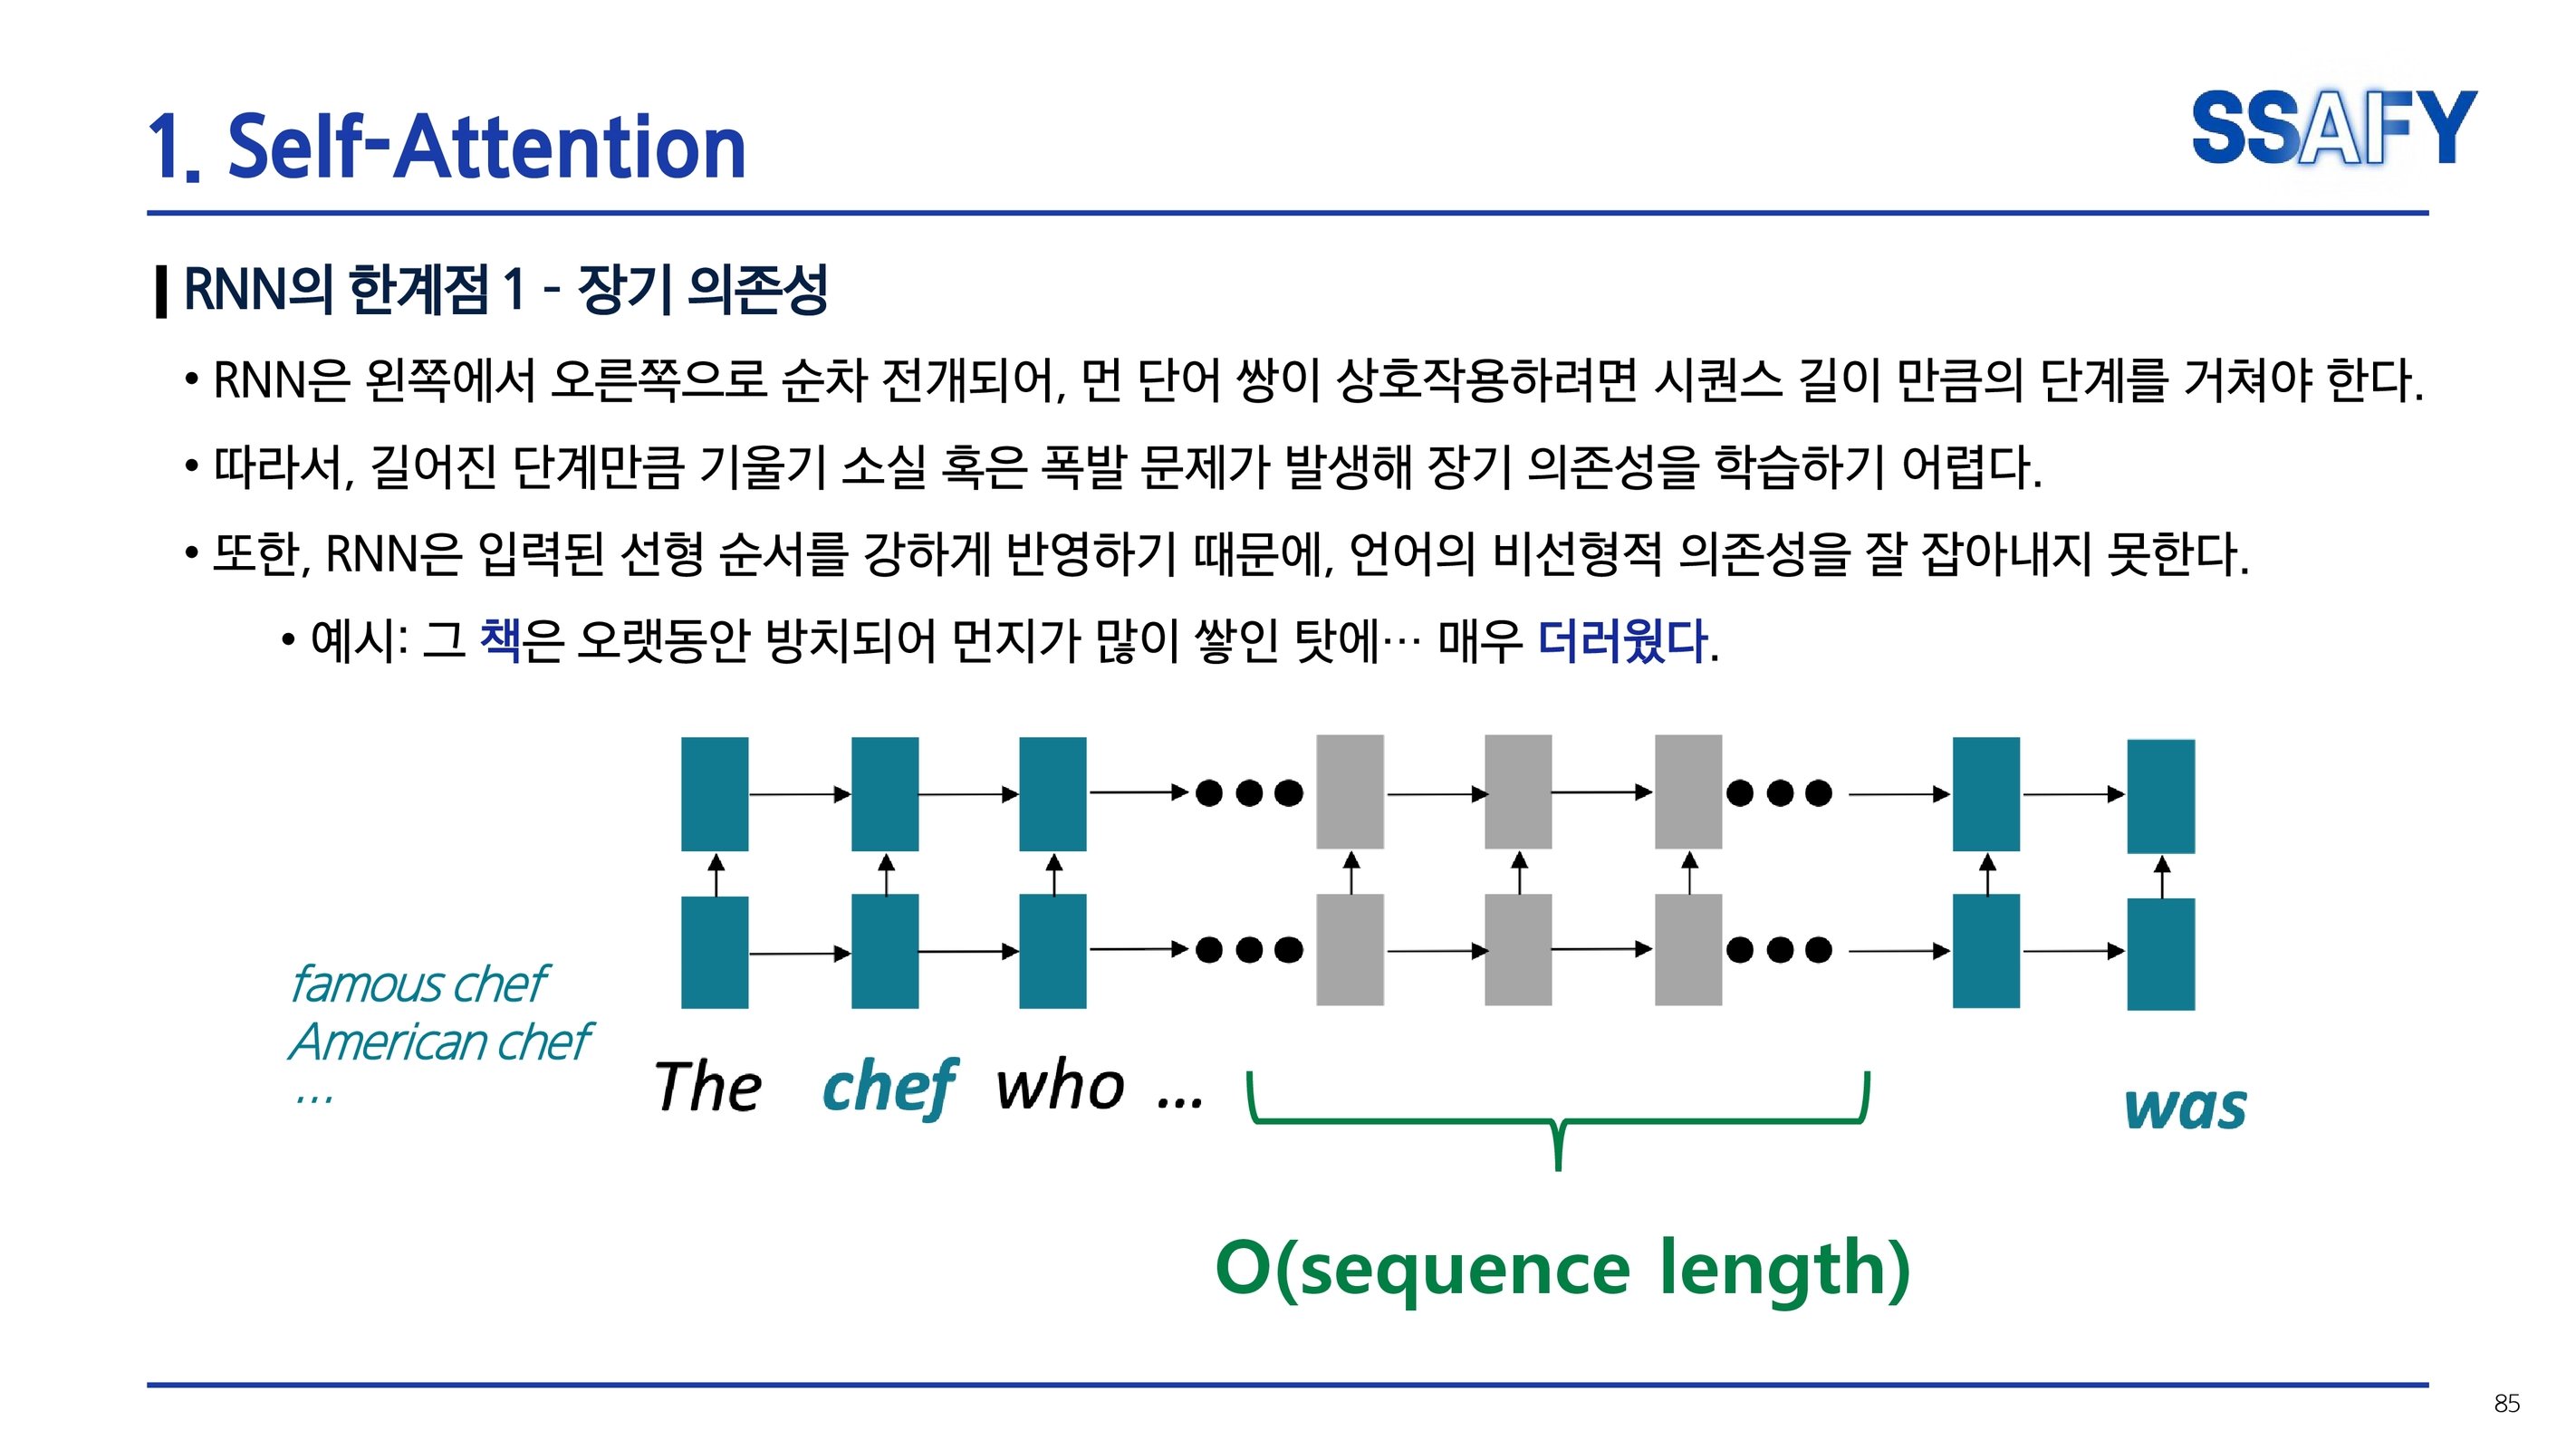 1. Self-Attention
SSAFY
RNN의 한계점 1 - 장기 의존성
• RNN은 왼쪽에서 오른쪽으로 순차 전개되어, 먼 단어 쌍이 상호작용하려면 시퀀스 길이 만큼의 단계를 거쳐야 한다.
• 따라서, 길어진 단계만큼 기울기 소실 혹은 폭발 문제가 발생해 장기 의존성을 학습하기 어렵다.
• 또한, RNN은 입력된 선형 순서를 강하게 반영하기 때문에, 언어의 비선형적 의존성을 잘 잡아내지 못한다.
• 예시: 그 책은 오랫동안 방치되어 먼지가 많이 쌓인 탓에… 매우 더러웠다.
famous chef
American chef
…
The chef who … was
O(sequence length)
85